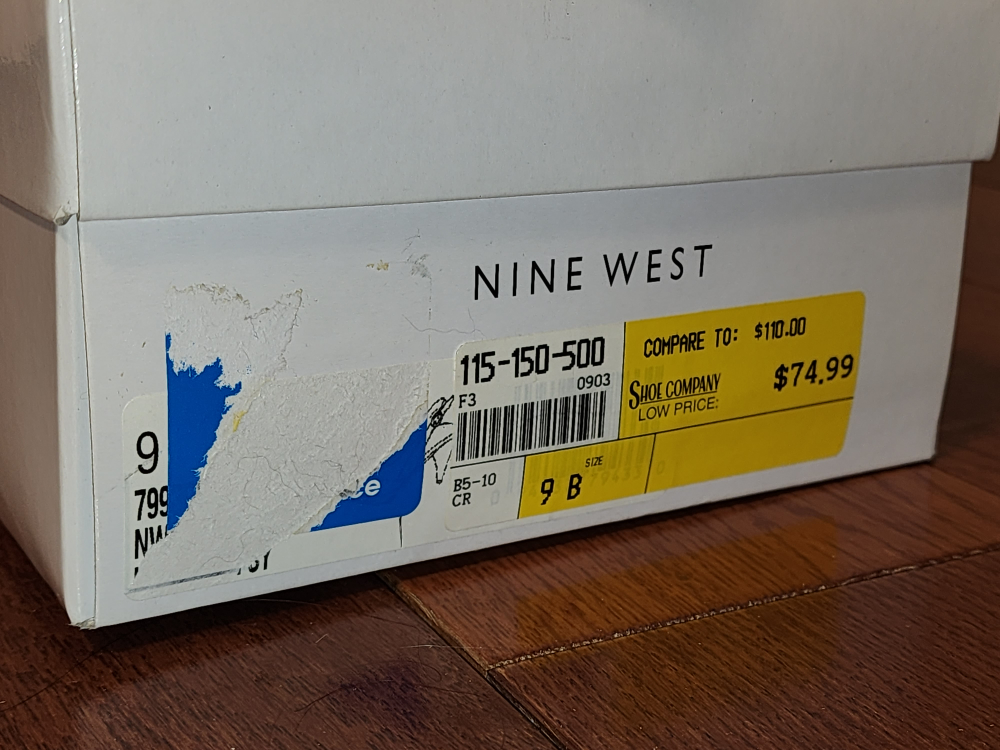 NINE WEST
115-150-500
0903
F3
B5-10
CR
COMPARE TO: $110.00
SHOE COMPANY
LOW PRICE:
$74.99
SIZE
9 B
9
799
NW